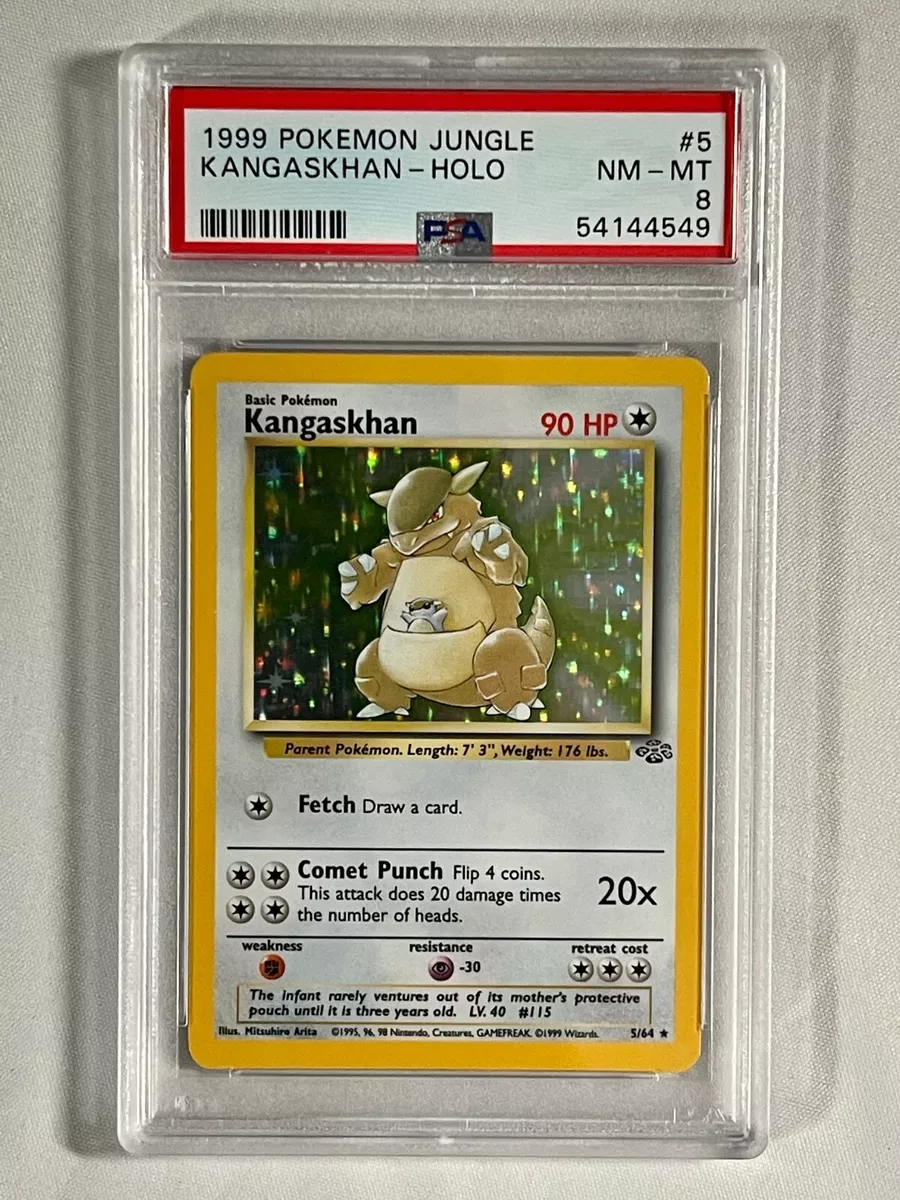 1999 POKEMON JUNGLE #5
KANGASKHAN - HOLO NM - MT
8
PSA 54144549
Basic Pokémon
Kangaskhan 90 HP
Parent Pokémon. Length: 7' 3", Weight: 176 lbs.
Fetch Draw a card.
Comet Punch Flip 4 coins.
This attack does 20 damage times
the number of heads.
20x
weakness resistance retreat cost
-30
The infant rarely ventures out of its mother's protective
pouch until it is three years old. LV. 40 #115
Illus. Mitsuhiro Arita ©1995, 96, 98 Nintendo, Creatures, GAMEFREAK. ©1999 Wizards. 5/64 ★